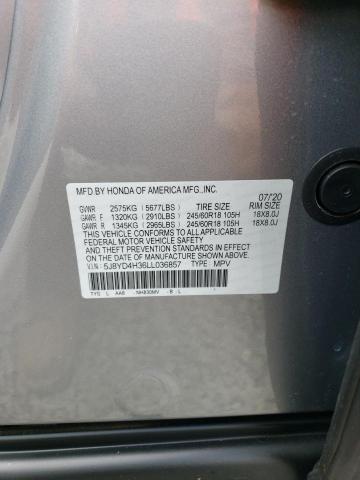 MFD BY HONDA OF AMERICA MFG.,INC. 07/'20
GVWR 2575KG (5677LBS) TIRE SIZE RIM SIZE
GAWR F 1320KG (2910LBS) 245/60R18 105H 18X8.0J
GAWR R 1345KG (2965LBS) 245/60R18 105H 18X8.0J
THIS VEHICLE CONFORMS TO ALL APPLICABLE
FEDERAL MOTOR VEHICLE SAFETY, BUMPER,
AND THEFT PREVENTION STANDARDS IN EFFECT
ON THE DATE OF MANUFACTURE SHOWN ABOVE.
V.I.N.: 5J8YD4H36LL036857 TYPE: MPV
L AA6 NH830MV B L